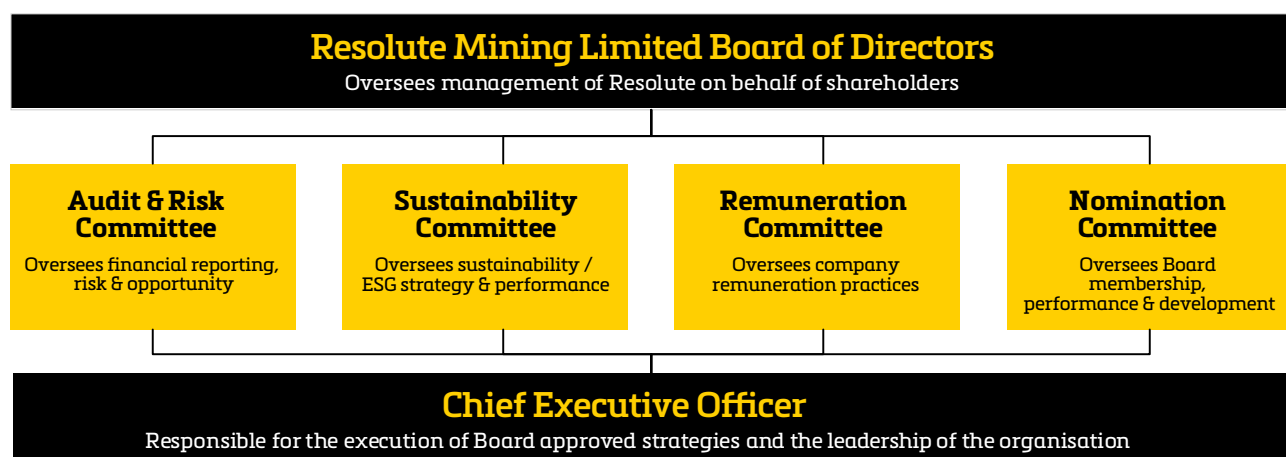 Resolute Mining Limited Board of Directors
Oversees management of Resolute on behalf of shareholders
Audit & Risk
Committee
Oversees financial reporting,
risk & opportunity
Sustainability
Committee
Oversees sustainability /
ESG strategy & performance
Remuneration
Committee
Oversees company
remuneration practices
Nomination
Committee
Oversees Board
membership,
performance & development
Chief Executive Officer
Responsible for the execution of Board approved strategies and the leadership of the organisation